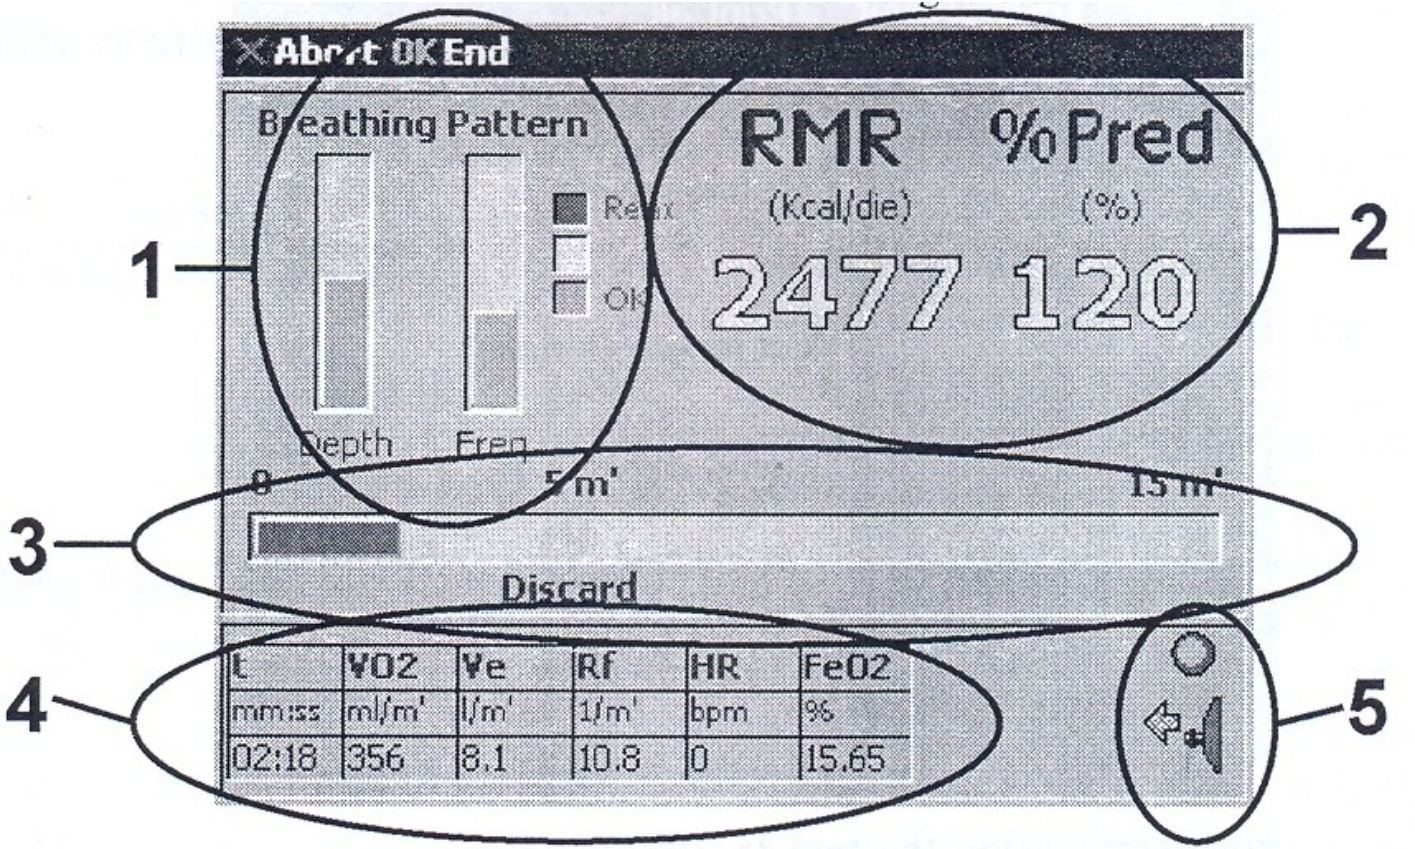 Abort OK End
Breathing Pattern
RMR %Pred
(Kcal/die) (%)
Relax
OK
2477 120
1
2
Depth Freq
0 5 m' 15 m'
3
Discard
t VO2 Ve Rf HR FeO2
mm:ss ml/m' l/m' 1/m' bpm %
02:18 356 8.1 10.8 0 15.65
4
5